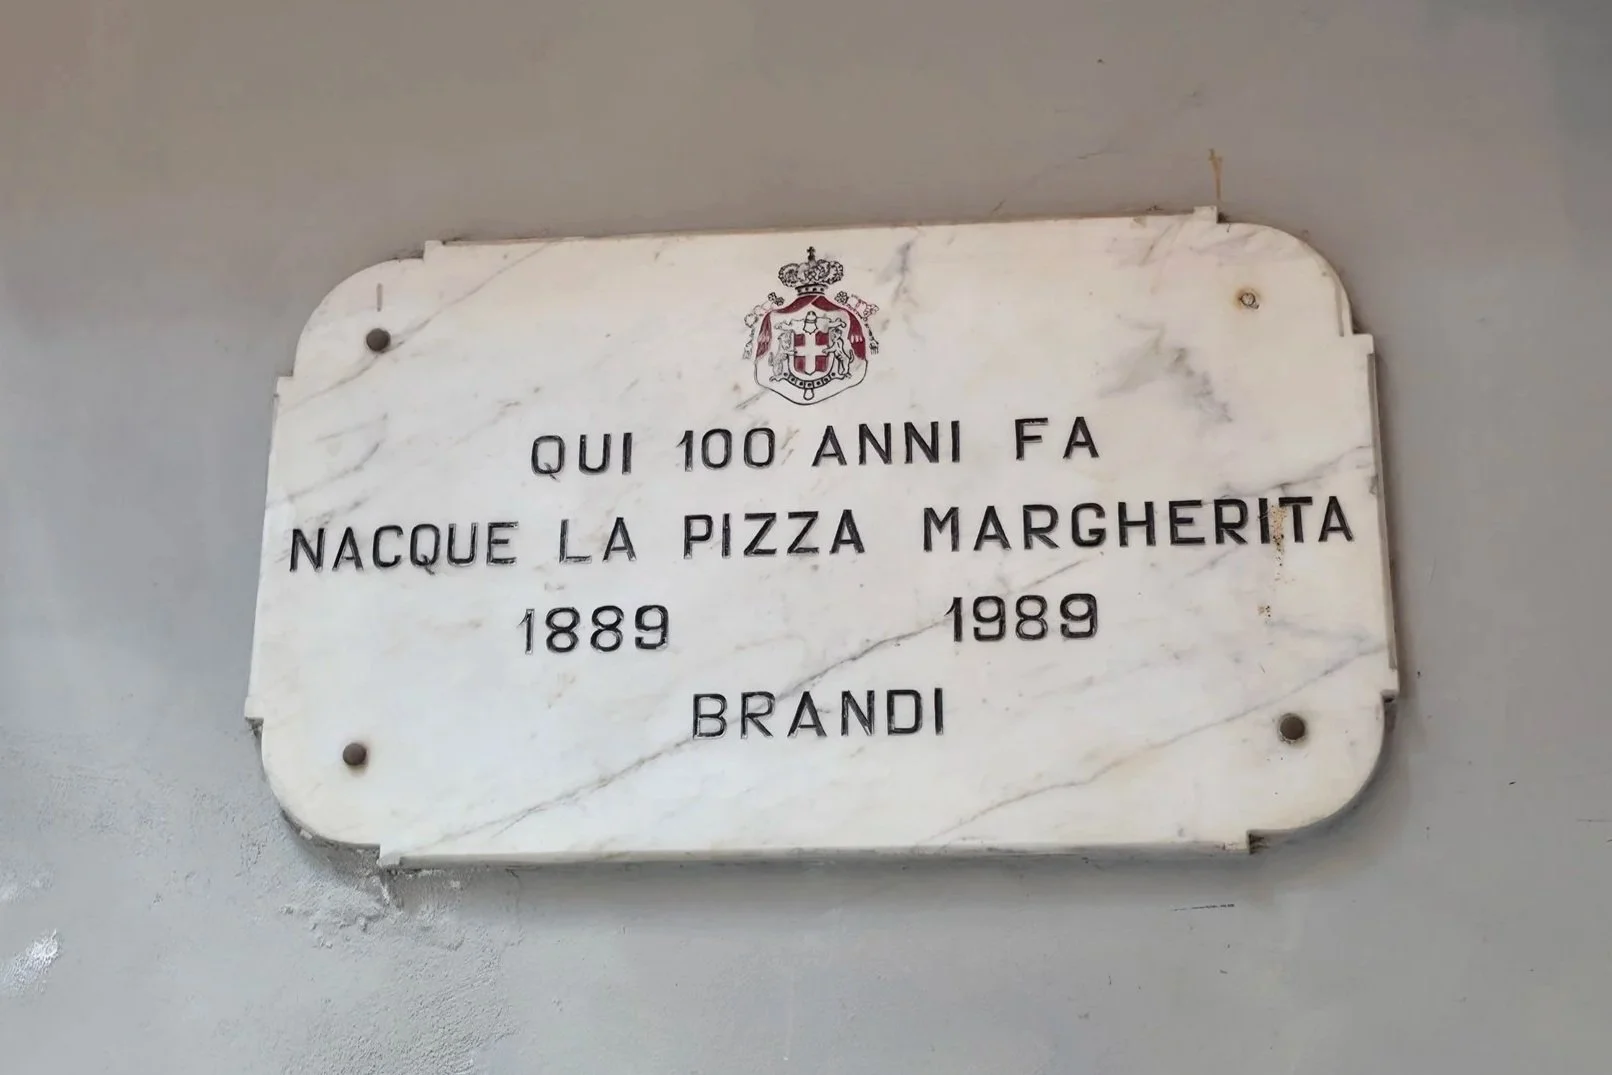 QUI 100 ANNI FA
NACQUE LA PIZZA MARGHERITA
1889 1989
BRANDI